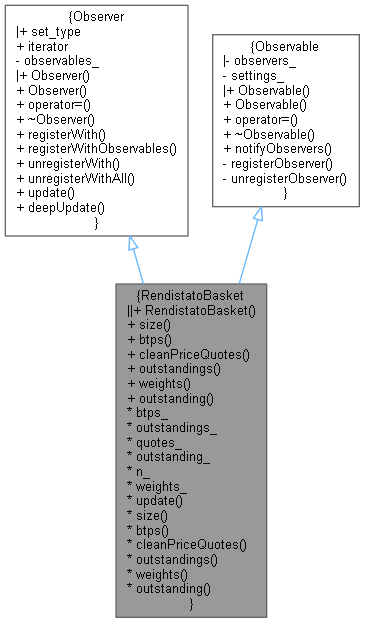 {Observer
|+ set_type
+ iterator
- observables_
|+ Observer()
+ Observer()
+ operator=()
+ ~Observer()
+ registerWith()
+ registerWithObservables()
+ unregisterWith()
+ unregisterWithAll()
+ update()
+ deepUpdate()
}
{Observable
|- observers_
- settings_
|+ Observable()
+ Observable()
+ operator=()
+ ~Observable()
+ notifyObservers()
- registerObserver()
- unregisterObserver()
}
{RendistatoBasket
||+ RendistatoBasket()
+ size()
+ btps()
+ cleanPriceQuotes()
+ outstandings()
+ weights()
+ outstanding()
* btps_
* outstandings_
* quotes_
* outstanding_
* n_
* weights_
* update()
* size()
* btps()
* cleanPriceQuotes()
* outstandings()
* weights()
* outstanding()
}